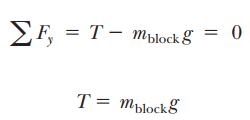 ∑F_y = T − m_block g = 0
T = m_block g